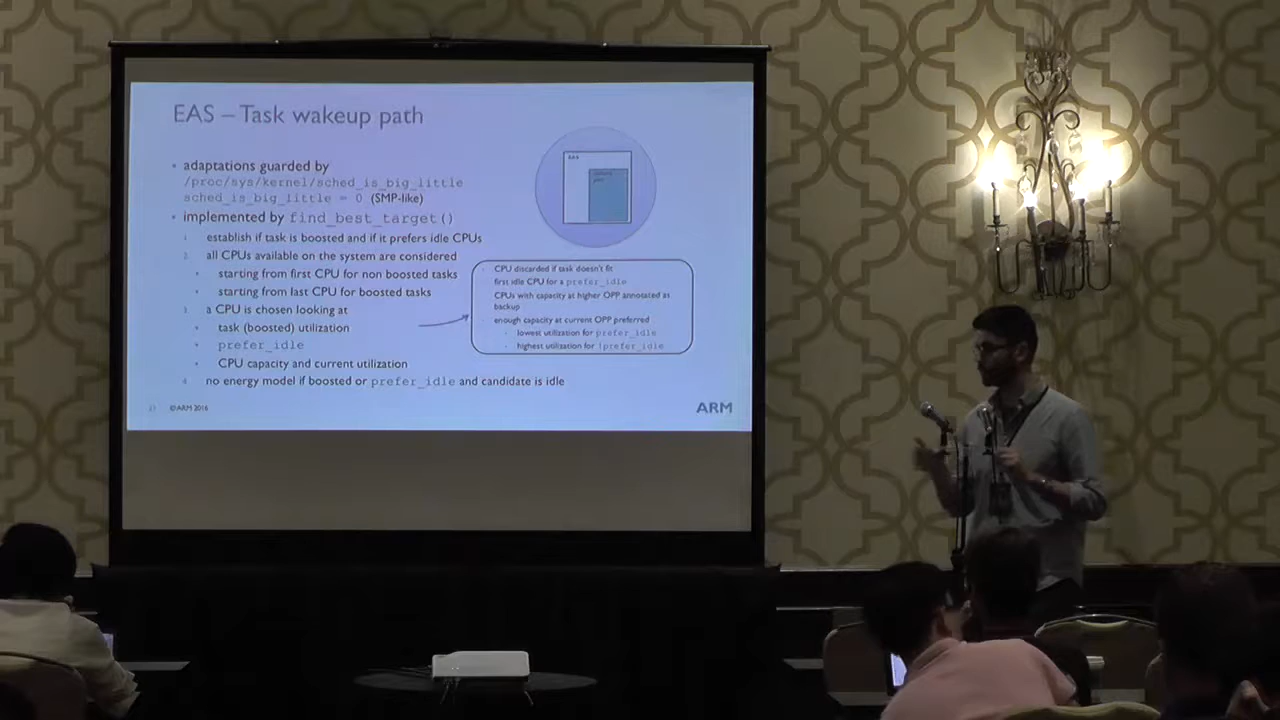 EAS – Task wakeup path
adaptations guarded by
/proc/sys/kernel/sched_is_big_little
sched_is_big_little = 0 (SMP-like)
implemented by find_best_target()
1. establish if task is boosted and if it prefers idle CPUs
2. all CPUs available on the system are considered
starting from first CPU for non boosted tasks
starting from last CPU for boosted tasks
3. a CPU is chosen looking at
task (boosted) utilization
prefer_idle
CPU capacity and current utilization
4. no energy model if boosted or prefer_idle and candidate is idle
CPU discarded if task doesn't fit
first idle CPU for a prefer_idle
CPUs with capacity at higher OPP annotated as
backup
enough capacity at current OPP preferred
lowest utilization for prefer_idle
highest utilization for !prefer_idle
©ARM 2016
ARM